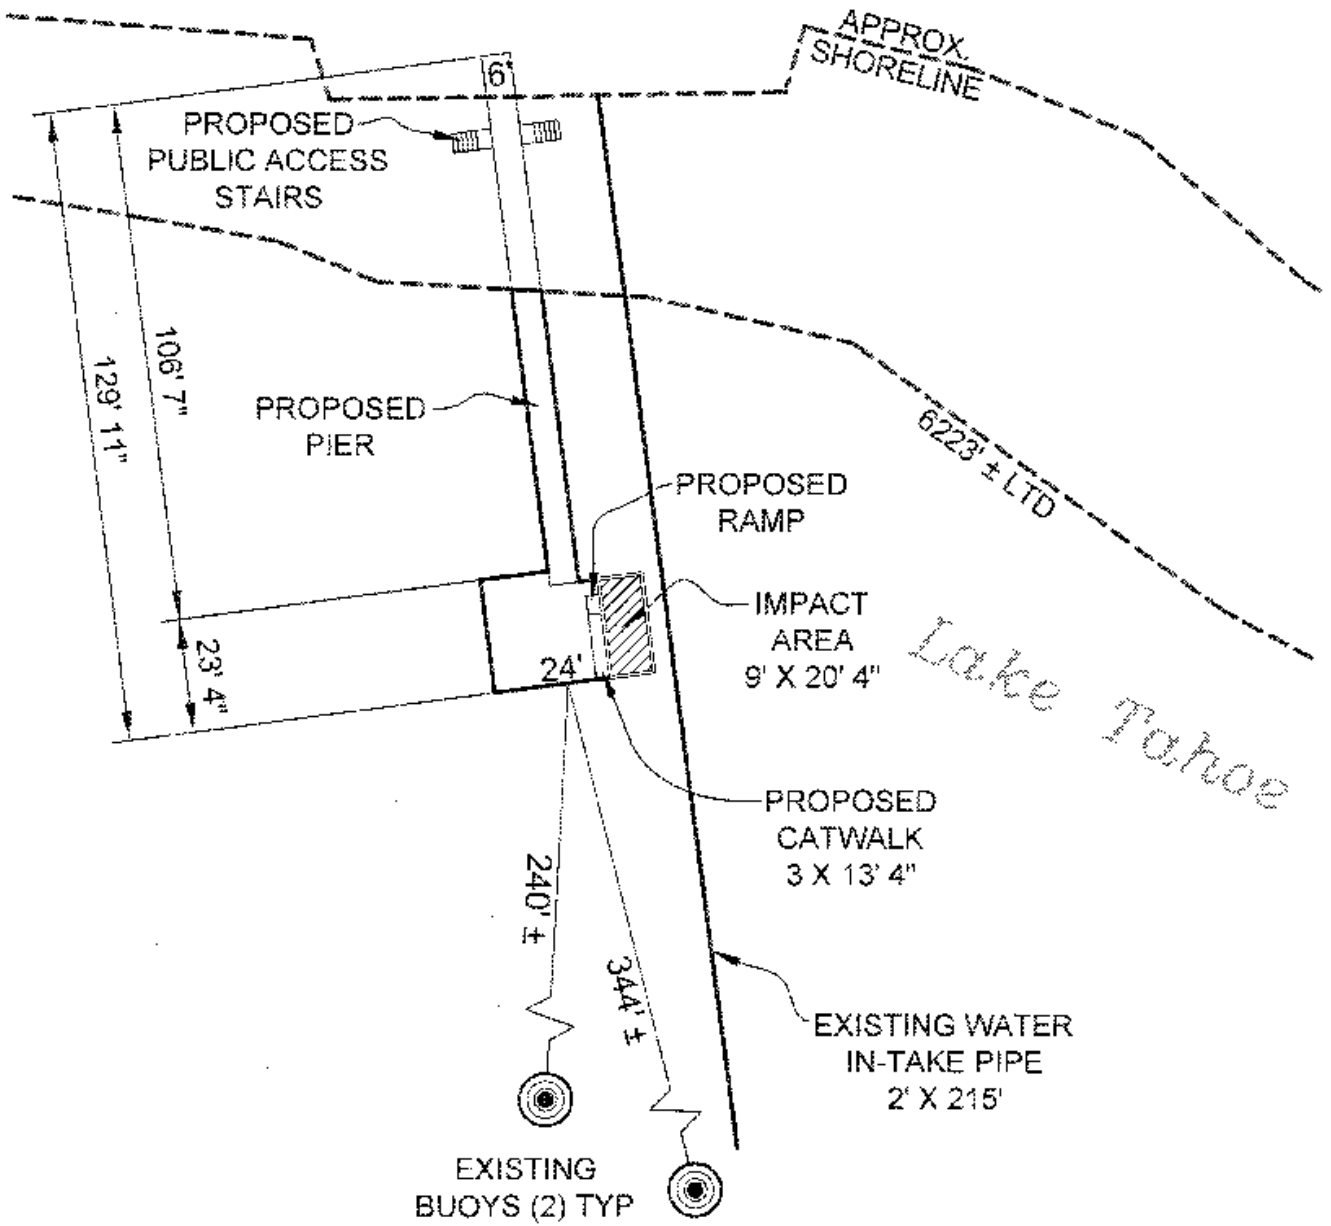 APPROX.
SHORELINE
6'
PROPOSED
PUBLIC ACCESS
STAIRS
106' 7"
129' 11"
PROPOSED
PIER
6223' ± LTD
PROPOSED
RAMP
IMPACT
AREA
9' X 20' 4"
Lake Tahoe
23' 4"
24'
PROPOSED
CATWALK
3 X 13' 4"
240' ±
344' ±
EXISTING WATER
IN-TAKE PIPE
2' X 215'
EXISTING
BUOYS (2) TYP